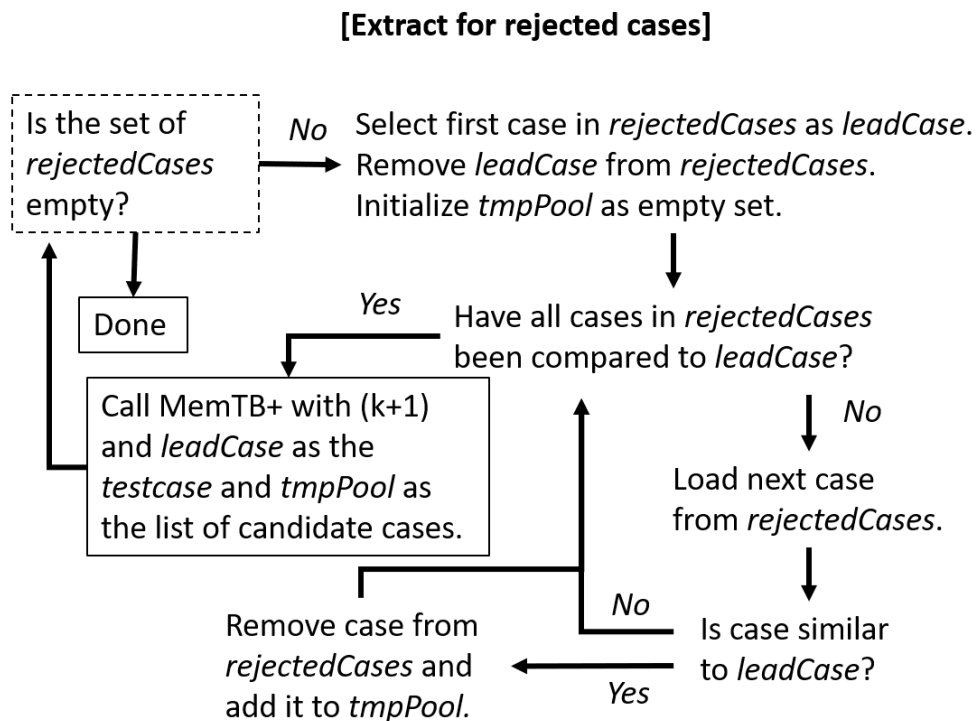 [Extract for rejected cases]
Is the set of
rejectedCases
empty?
No
Select first case in rejectedCases as leadCase.
Remove leadCase from rejectedCases.
Initialize tmpPool as empty set.
Done
Yes
Have all cases in rejectedCases
been compared to leadCase?
Call MemTB+ with (k+1)
and leadCase as the
testcase and tmpPool as
the list of candidate cases.
No
Load next case
from rejectedCases.
No
Is case similar
to leadCase?
Yes
Remove case from
rejectedCases and
add it to tmpPool.